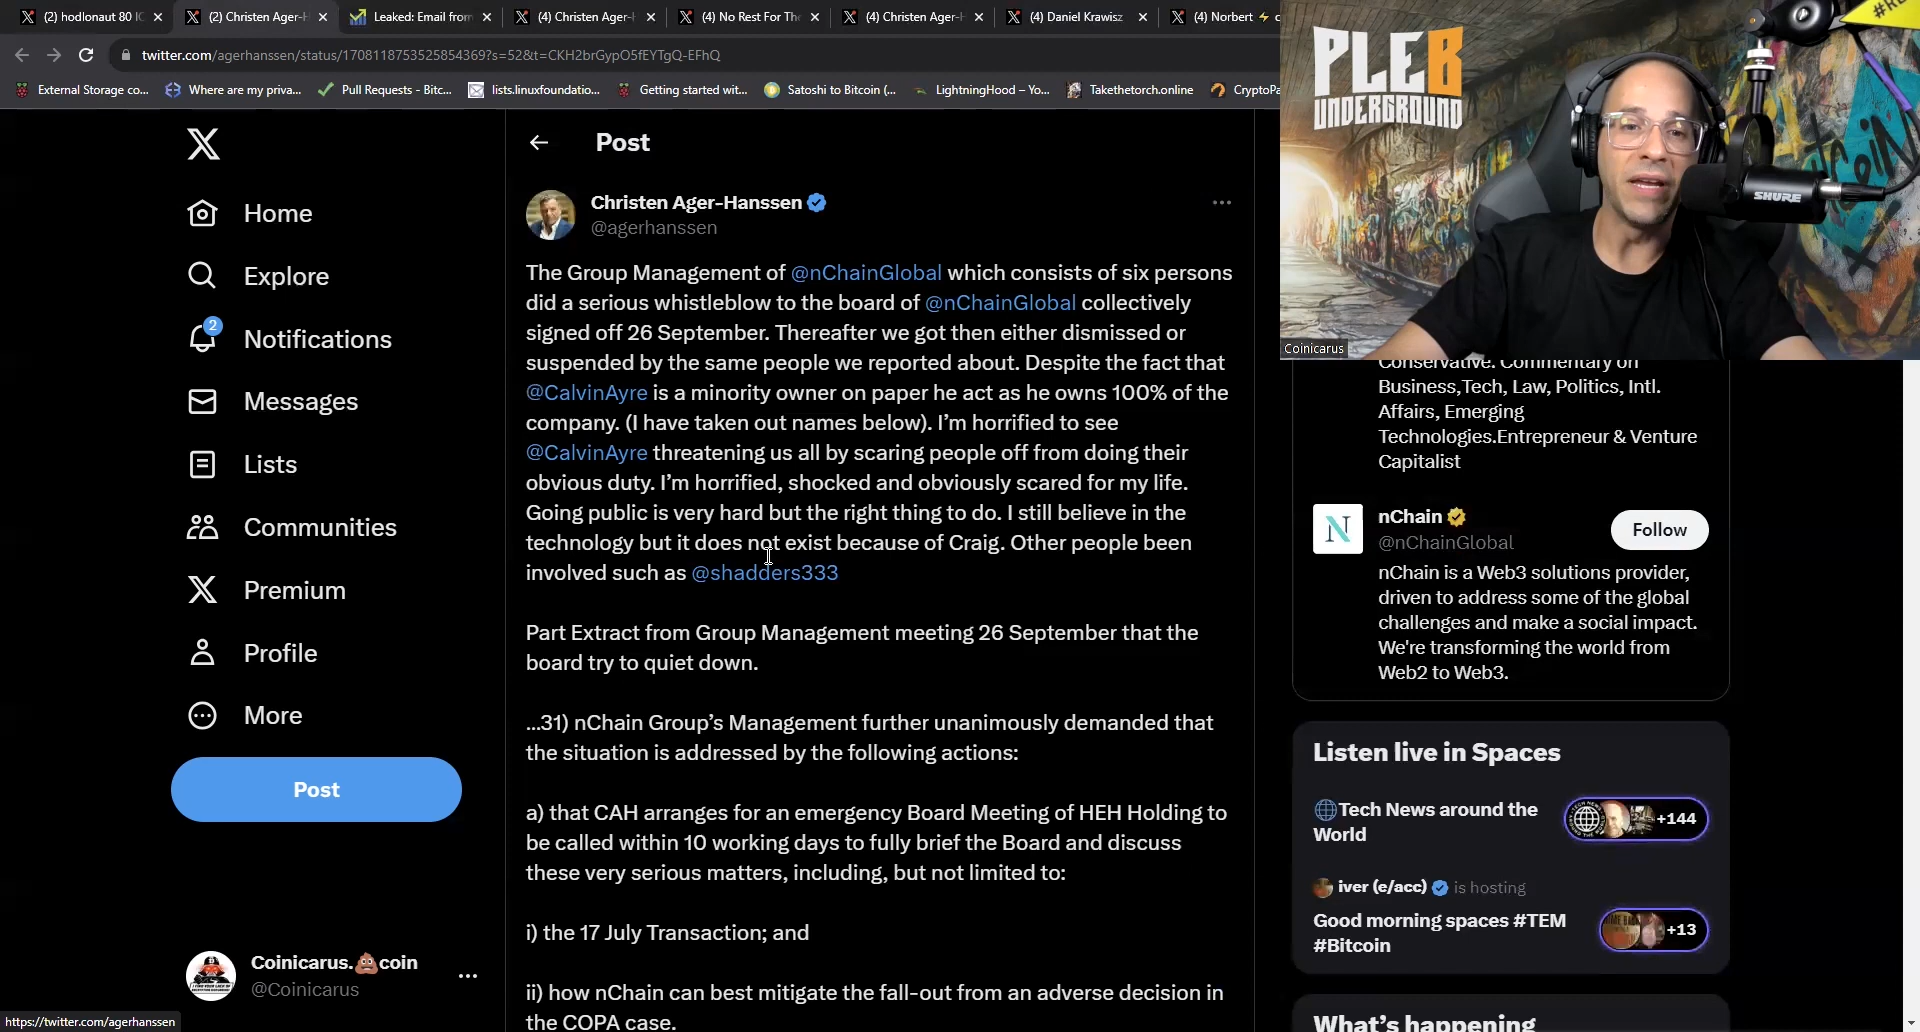 (2) hodlonaut 80 IC
(2) Christen Ager-H
Leaked: Email from
(4) Christen Ager-
(4) No Rest For The
(4) Christen Ager-H
(4) Daniel Krawisz
(4) Norbert ⚡ c
twitter.com/agerhanssen/status/1708111875352585436​9?s=52&t=CKH2brGypO5fEYTgQ-EFhQ
External Storage co...
Where are my priva...
Pull Requests - Bitc...
lists.linuxfoundatio...
Getting started wit...
Satoshi to Bitcoin (...
LightningHood – Yo...
Takethetorch.online
CryptoPa
PLEB
UNDERGROUND
SHURE
Coinicarus
Home
Explore
2
Notifications
Messages
Lists
Communities
Premium
Profile
More
Post
Coinicarus.💩coin
@Coinicarus
https://twitter.com/agerhanssen
Post
Christen Ager-Hanssen
@agerhanssen
The Group Management of @nChainGlobal which consists of six persons
did a serious whistleblow to the board of @nChainGlobal collectively
signed off 26 September. Thereafter we got then either dismissed or
suspended by the same people we reported about. Despite the fact that
@CalvinAyre is a minority owner on paper he act as he owns 100% of the
company. (I have taken out names below). I'm horrified to see
@CalvinAyre threatening us all by scaring people off from doing their
obvious duty. I'm horrified, shocked and obviously scared for my life.
Going public is very hard but the right thing to do. I still believe in the
technology but it does not exist because of Craig. Other people been
involved such as @shadders333
Part Extract from Group Management meeting 26 September that the
board try to quiet down.
...31) nChain Group's Management further unanimously demanded that
the situation is addressed by the following actions:
a) that CAH arranges for an emergency Board Meeting of HEH Holding to
be called within 10 working days to fully brief the Board and discuss
these very serious matters, including, but not limited to:
i) the 17 July Transaction; and
ii) how nChain can best mitigate the fall-out from an adverse decision in
the COPA case.
Conservative. Commentary on
Business,Tech, Law, Politics, Intl.
Affairs, Emerging
Technologies.Entrepreneur & Venture
Capitalist
nChain
@nChainGlobal
Follow
nChain is a Web3 solutions provider,
driven to address some of the global
challenges and make a social impact.
We're transforming the world from
Web2 to Web3.
Listen live in Spaces
🌐Tech News around the
World
+144
iver (e/acc) is hosting
Good morning spaces #TEM
#Bitcoin
+13
What's happening